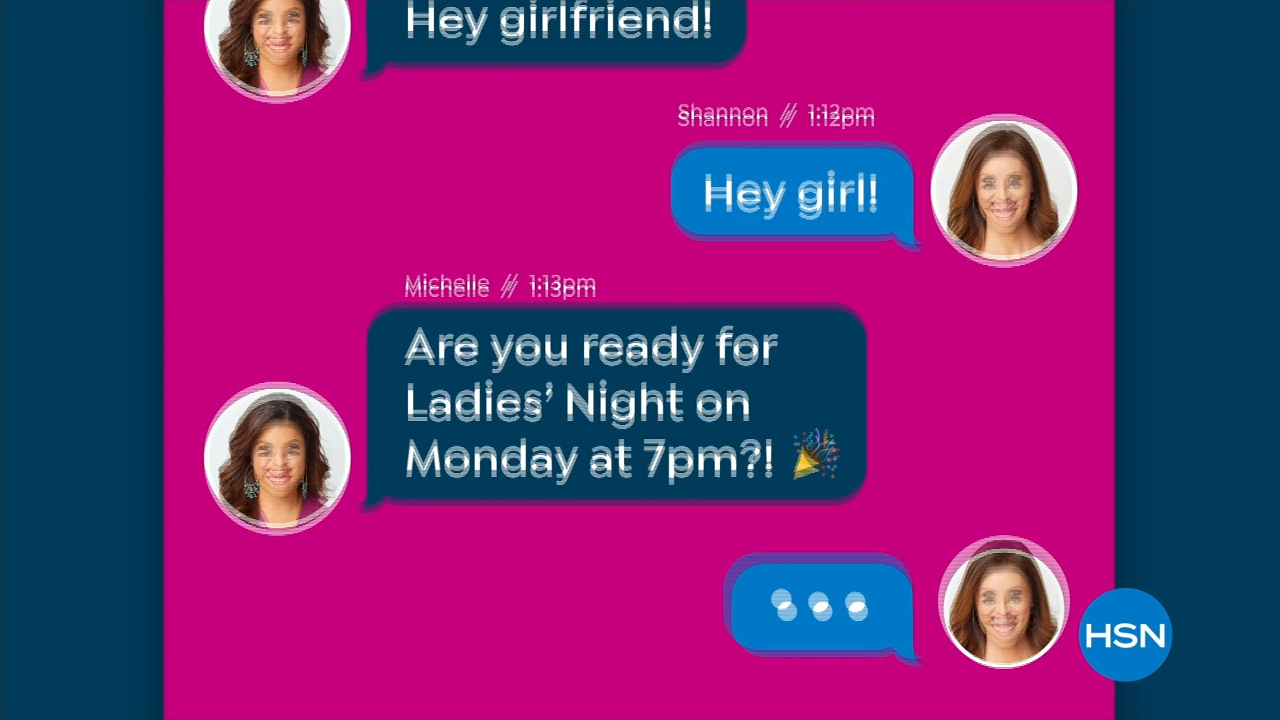 Hey girlfriend!
Shannon // 1:12pm
Hey girl!
Michelle // 1:13pm
Are you ready for
Ladies’ Night on
Monday at 7pm?!
HSN